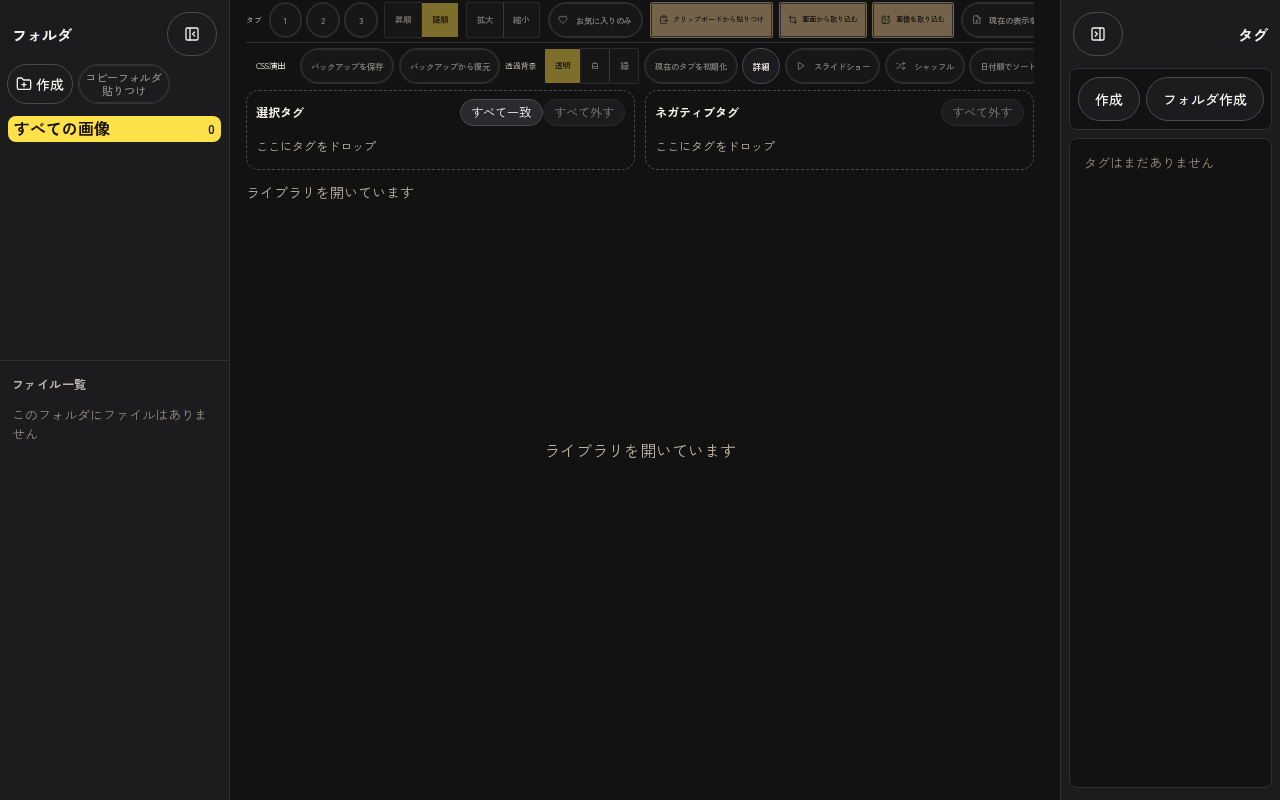 フォルダ
作成
コピーフォルダ
貼りつけ
すべての画像 0
ファイル一覧
このフォルダにファイルはありま
せん
タブ 1 2 3 昇順 降順 拡大 縮小 お気に入りのみ クリップボードから貼りつけ 画面から取り込む 画像を取り込む 現在の表示を
CSS演出 バックアップを保存 バックアップから復元 透過背景 透明 白 緑 現在のタブを初期化 詳細 スライドショー シャッフル 日付順でソート
選択タグ すべて一致 すべて外す
ここにタグをドロップ
ネガティブタグ すべて外す
ここにタグをドロップ
ライブラリを開いています
ライブラリを開いています
タグ
作成 フォルダ作成
タグはまだありません